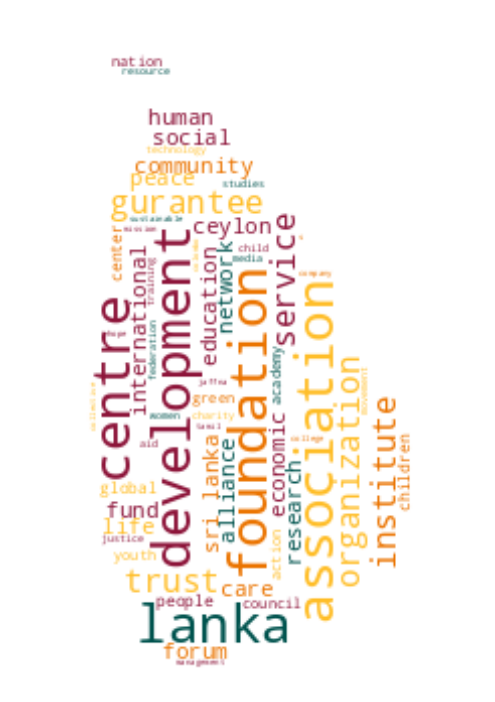 nation
resource
human
social
technology
community
peace
studies
gurantee
sustainable
mission
ceylon
center
service
international
development
training
education
network
child
media
company
centre
hope
federation
foundation
association
jaffna
academy
green
women
charity
tamil
aid
organization
movement
institute
children
economic
college
sri lanka
alliance
research
global
fund
life
justice
youth
action
trust
care
people
council
lanka
forum
management